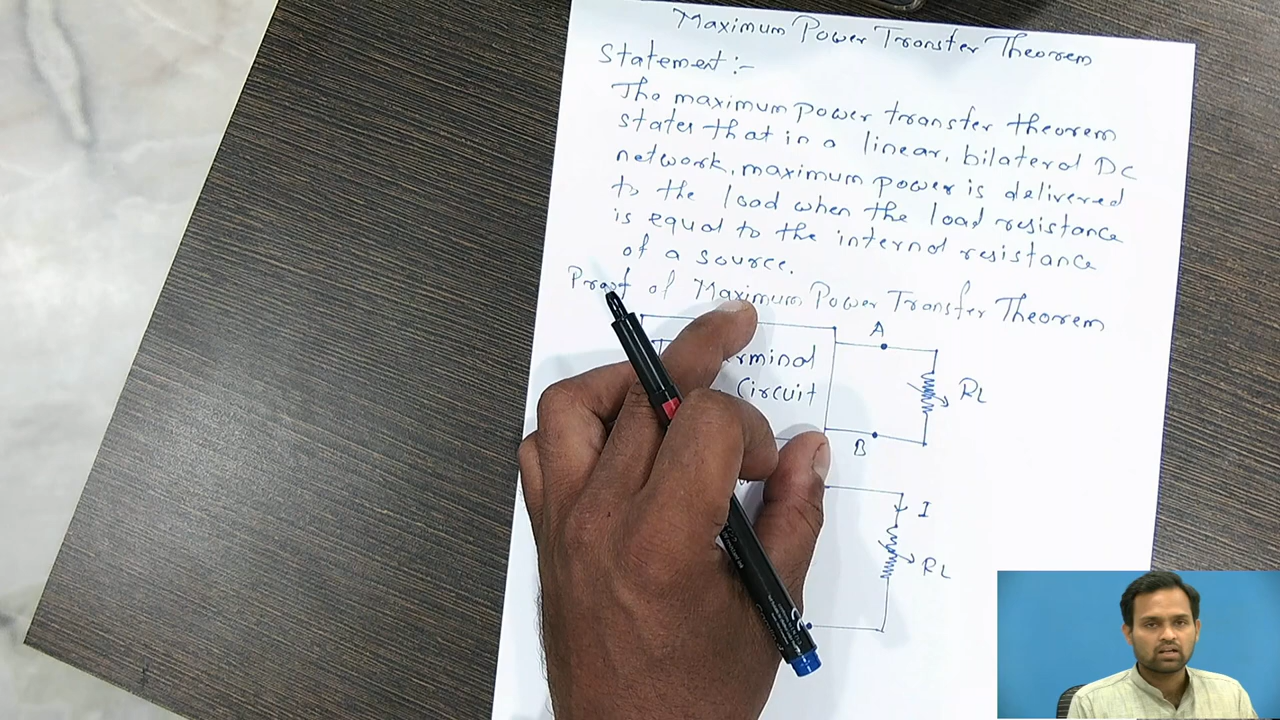 Maximum Power Transfer Theorem
Statement :-
The maximum power transfer theorem
states that in a linear, bilateral DC
network, maximum power is delivered
to the load when the load resistance
is equal to the internal resistance
of a source.
Proof of Maximum Power Transfer Theorem
A
Circuit
RL
B
I
RL